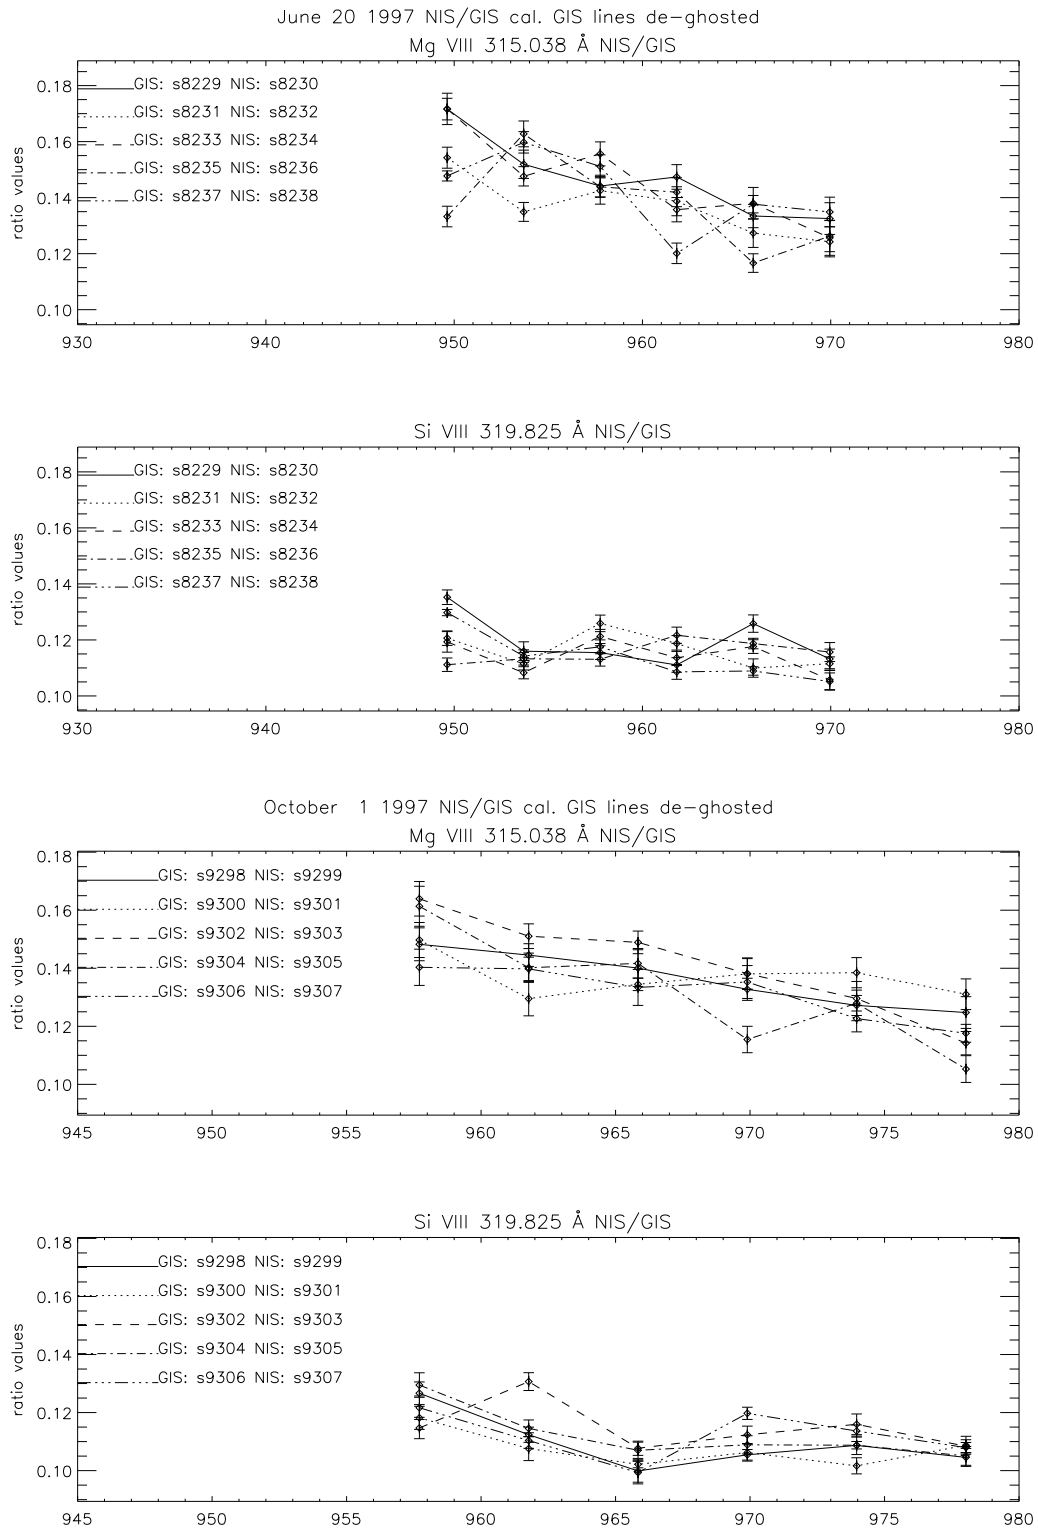 June 20 1997 NIS/GIS cal. GIS lines de-ghosted
Mg VIII 315.038 Å NIS/GIS
0.18
0.16
0.14
0.12
0.10
ratio values
GIS: s8229 NIS: s8230
GIS: s8231 NIS: s8232
GIS: s8233 NIS: s8234
GIS: s8235 NIS: s8236
GIS: s8237 NIS: s8238
930 940 950 960 970 980
Si VIII 319.825 Å NIS/GIS
0.18
0.16
0.14
0.12
0.10
ratio values
GIS: s8229 NIS: s8230
GIS: s8231 NIS: s8232
GIS: s8233 NIS: s8234
GIS: s8235 NIS: s8236
GIS: s8237 NIS: s8238
930 940 950 960 970 980
October 1 1997 NIS/GIS cal. GIS lines de-ghosted
Mg VIII 315.038 Å NIS/GIS
0.18
0.16
0.14
0.12
0.10
ratio values
GIS: s9298 NIS: s9299
GIS: s9300 NIS: s9301
GIS: s9302 NIS: s9303
GIS: s9304 NIS: s9305
GIS: s9306 NIS: s9307
945 950 955 960 965 970 975 980
Si VIII 319.825 Å NIS/GIS
0.18
0.16
0.14
0.12
0.10
ratio values
GIS: s9298 NIS: s9299
GIS: s9300 NIS: s9301
GIS: s9302 NIS: s9303
GIS: s9304 NIS: s9305
GIS: s9306 NIS: s9307
945 950 955 960 965 970 975 980